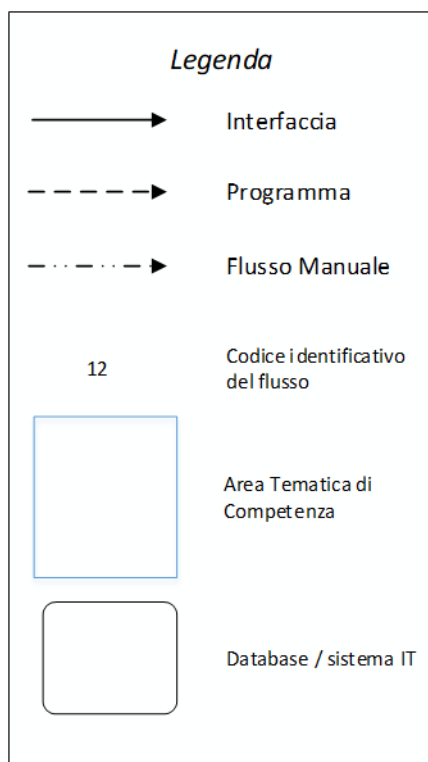 Legenda
Interfaccia
Programma
Flusso Manuale
12
Codice identificativo
del flusso
Area Tematica di
Competenza
Database / sistema IT